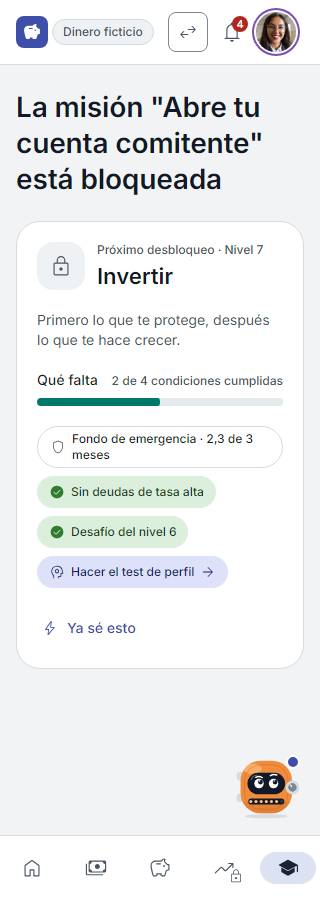 Dinero ficticio
4
La misión "Abre tu
cuenta comitente"
está bloqueada
Próximo desbloqueo · Nivel 7
Invertir
Primero lo que te protege, después
lo que te hace crecer.
Qué falta 2 de 4 condiciones cumplidas
Fondo de emergencia · 2,3 de 3
meses
Sin deudas de tasa alta
Desafío del nivel 6
Hacer el test de perfil
Ya sé esto